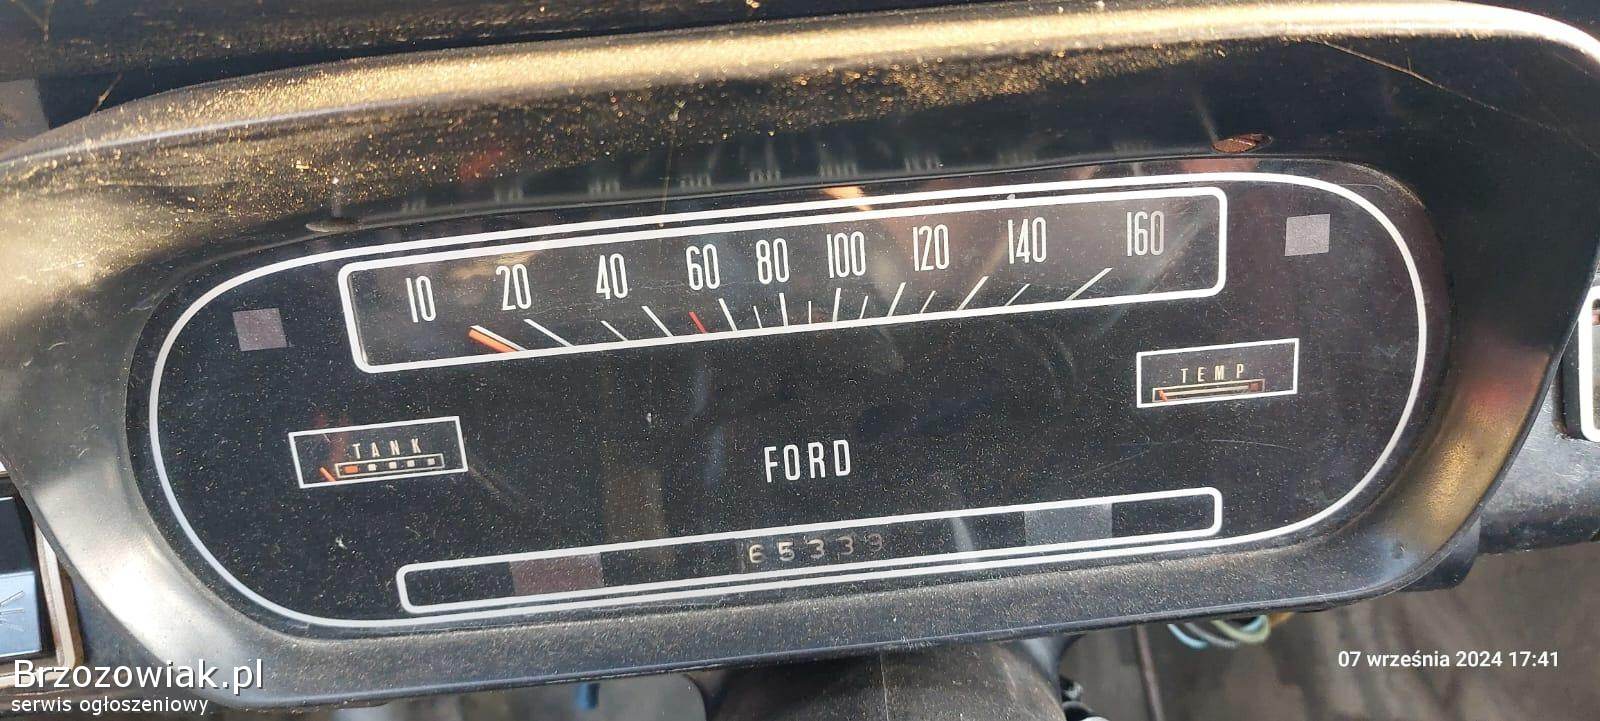 10 20 40 60 80 100 120 140 160
TEMP
TANK
FORD
65339
07 września 2024 17:41
Brzozowiak.pl
serwis ogłoszeniowy